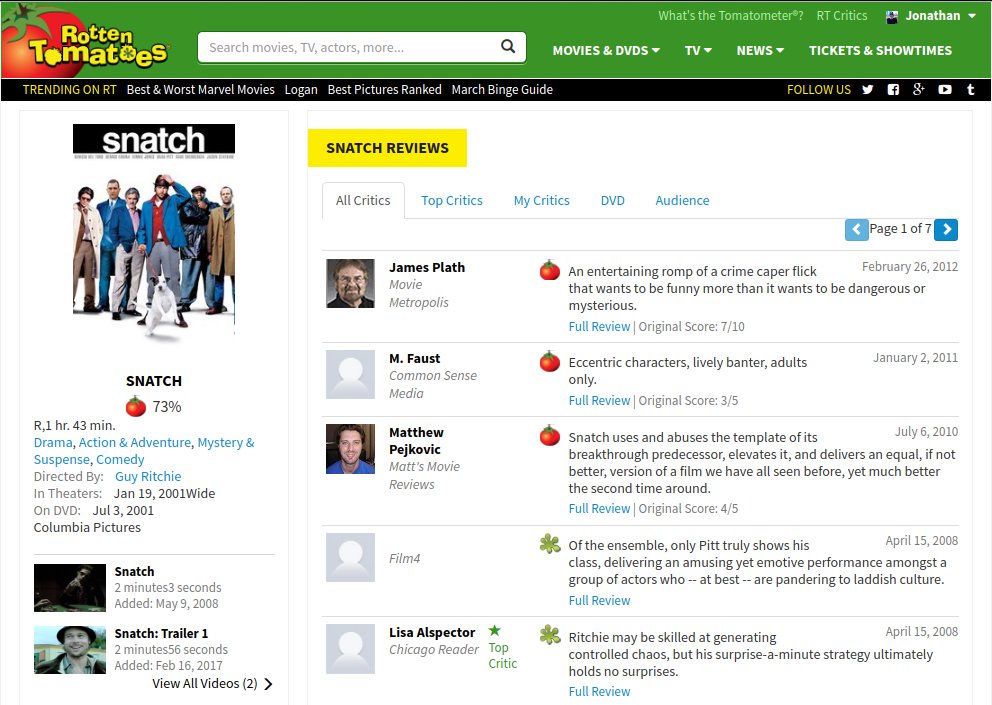 What's the Tomatometer®? RT Critics Jonathan
Rotten
Tomatoes
Search movies, TV, actors, more...
MOVIES & DVDS TV NEWS TICKETS & SHOWTIMES
TRENDING ON RT Best & Worst Marvel Movies Logan Best Pictures Ranked March Binge Guide FOLLOW US
snatch
SNATCH
73%
R,1 hr. 43 min.
Drama, Action & Adventure, Mystery &
Suspense, Comedy
Directed By: Guy Ritchie
In Theaters: Jan 19, 2001Wide
On DVD: Jul 3, 2001
Columbia Pictures
Snatch
2 minutes3 seconds
Added: May 9, 2008
Snatch: Trailer 1
2 minutes56 seconds
Added: Feb 16, 2017
View All Videos (2)
SNATCH REVIEWS
All Critics Top Critics My Critics DVD Audience
Page 1 of 7
James Plath
Movie
Metropolis
An entertaining romp of a crime caper flick
that wants to be funny more than it wants to be dangerous or
mysterious.
February 26, 2012
Full Review | Original Score: 7/10
M. Faust
Common Sense
Media
Eccentric characters, lively banter, adults
only.
January 2, 2011
Full Review | Original Score: 3/5
Matthew
Pejkovic
Matt's Movie
Reviews
Snatch uses and abuses the template of its
breakthrough predecessor, elevates it, and delivers an equal, if not
better, version of a film we have all seen before, yet much better
the second time around.
July 6, 2010
Full Review | Original Score: 4/5
Film4
Of the ensemble, only Pitt truly shows his
class, delivering an amusing yet emotive performance amongst a
group of actors who -- at best -- are pandering to laddish culture.
April 15, 2008
Full Review
Lisa Alspector
Chicago Reader
Top
Critic
Ritchie may be skilled at generating
controlled chaos, but his surprise-a-minute strategy ultimately
holds no surprises.
April 15, 2008
Full Review